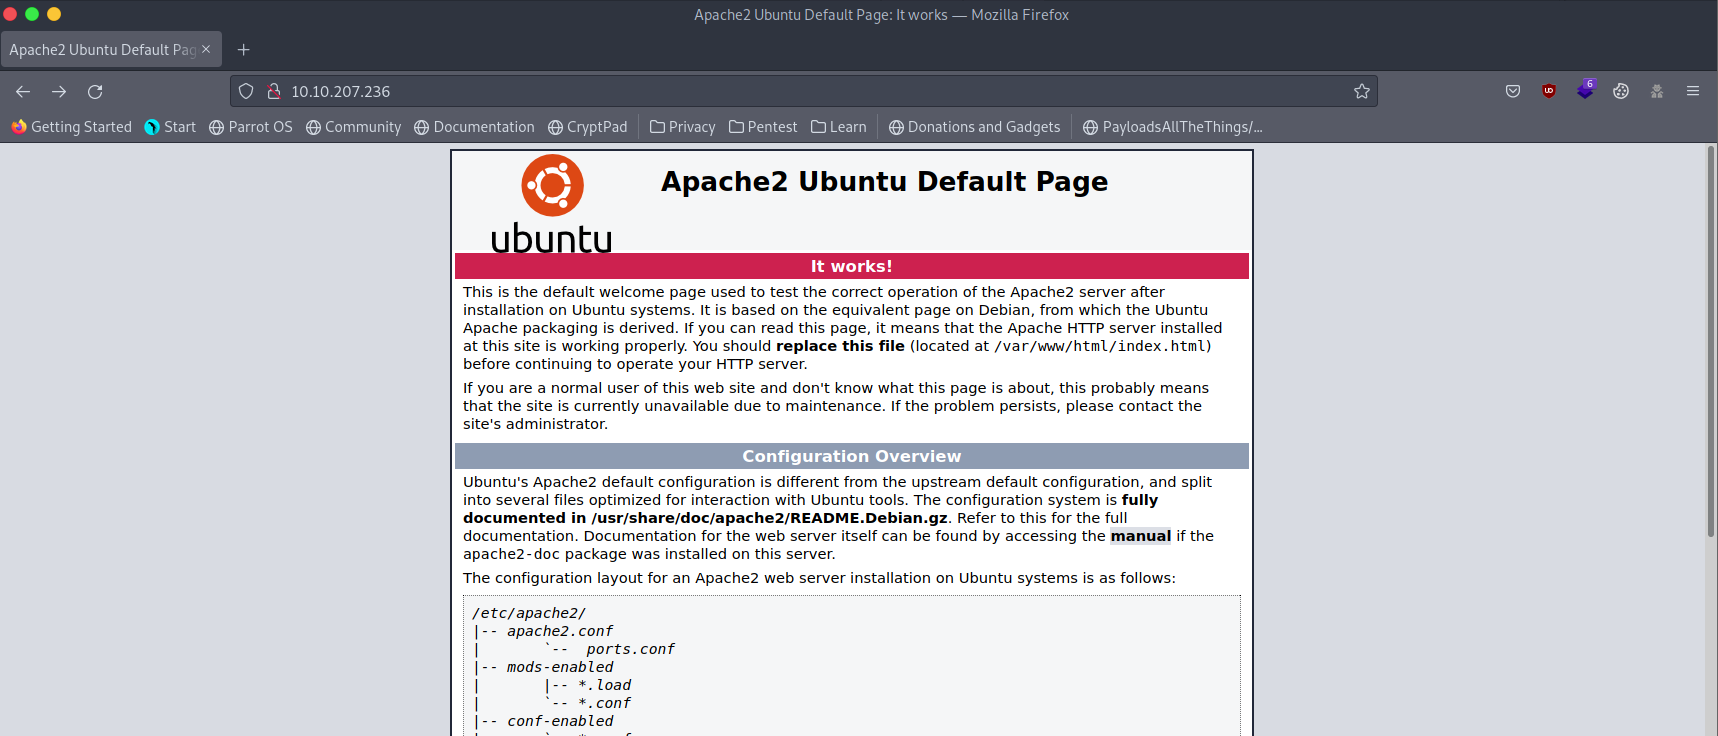 Apache2 Ubuntu Default Page: It works — Mozilla Firefox
Apache2 Ubuntu Default Pag
10.10.207.236
6
Getting Started Start Parrot OS Community Documentation CryptPad Privacy Pentest Learn Donations and Gadgets PayloadsAllTheThings/...
Apache2 Ubuntu Default Page
ubuntu
It works!
This is the default welcome page used to test the correct operation of the Apache2 server after
installation on Ubuntu systems. It is based on the equivalent page on Debian, from which the Ubuntu
Apache packaging is derived. If you can read this page, it means that the Apache HTTP server installed
at this site is working properly. You should replace this file (located at /var/www/html/index.html)
before continuing to operate your HTTP server.
If you are a normal user of this web site and don't know what this page is about, this probably means
that the site is currently unavailable due to maintenance. If the problem persists, please contact the
site's administrator.
Configuration Overview
Ubuntu's Apache2 default configuration is different from the upstream default configuration, and split
into several files optimized for interaction with Ubuntu tools. The configuration system is fully
documented in /usr/share/doc/apache2/README.Debian.gz. Refer to this for the full
documentation. Documentation for the web server itself can be found by accessing the manual if the
apache2-doc package was installed on this server.
The configuration layout for an Apache2 web server installation on Ubuntu systems is as follows:
/etc/apache2/
|-- apache2.conf
|       `--  ports.conf
|-- mods-enabled
|       |-- *.load
|       `-- *.conf
|-- conf-enabled